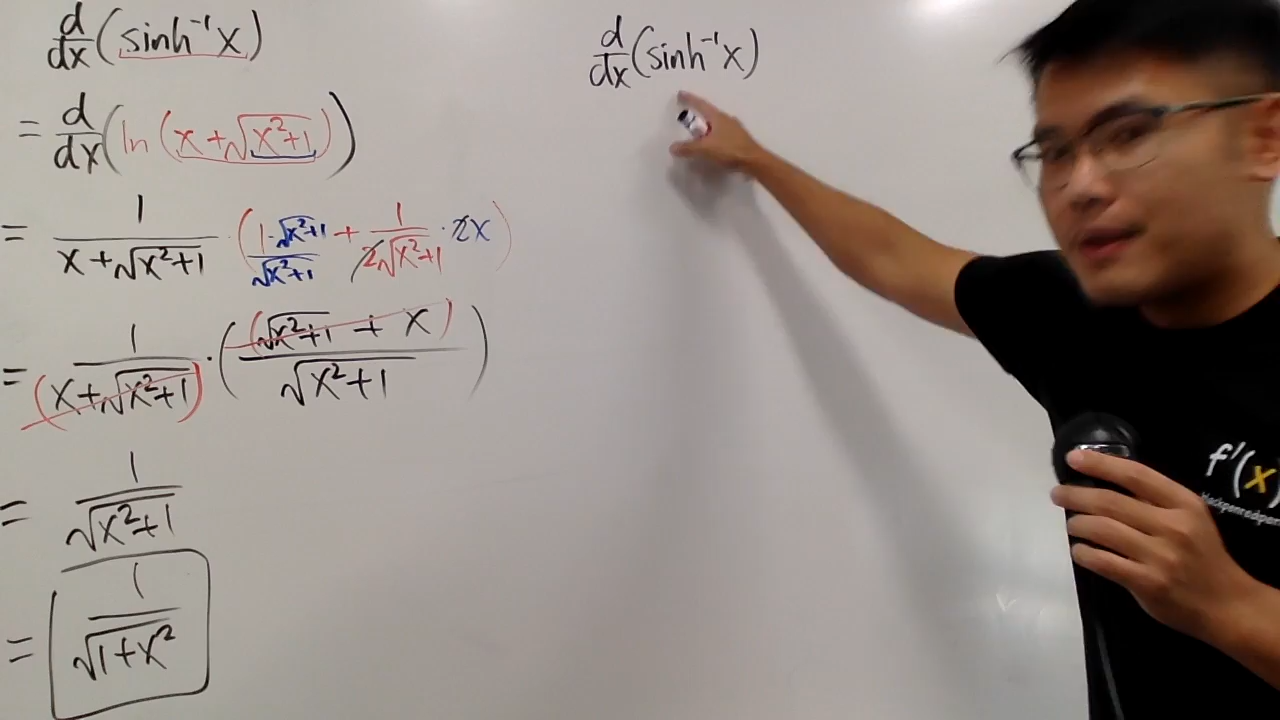 d/dx (sinh⁻¹x)
= d/dx (ln (x + √(x²+1)))
= 1/(x + √(x²+1)) · (1·√(x²+1)/√(x²+1) + 1/(2√(x²+1)) · 2x)
= 1/(x + √(x²+1)) · ((√(x²+1) + x)/√(x²+1))
= 1/√(x²+1)
= 1/√(1+x²)
d/dx (sinh⁻¹x)
f'(x)
blackpenredpen